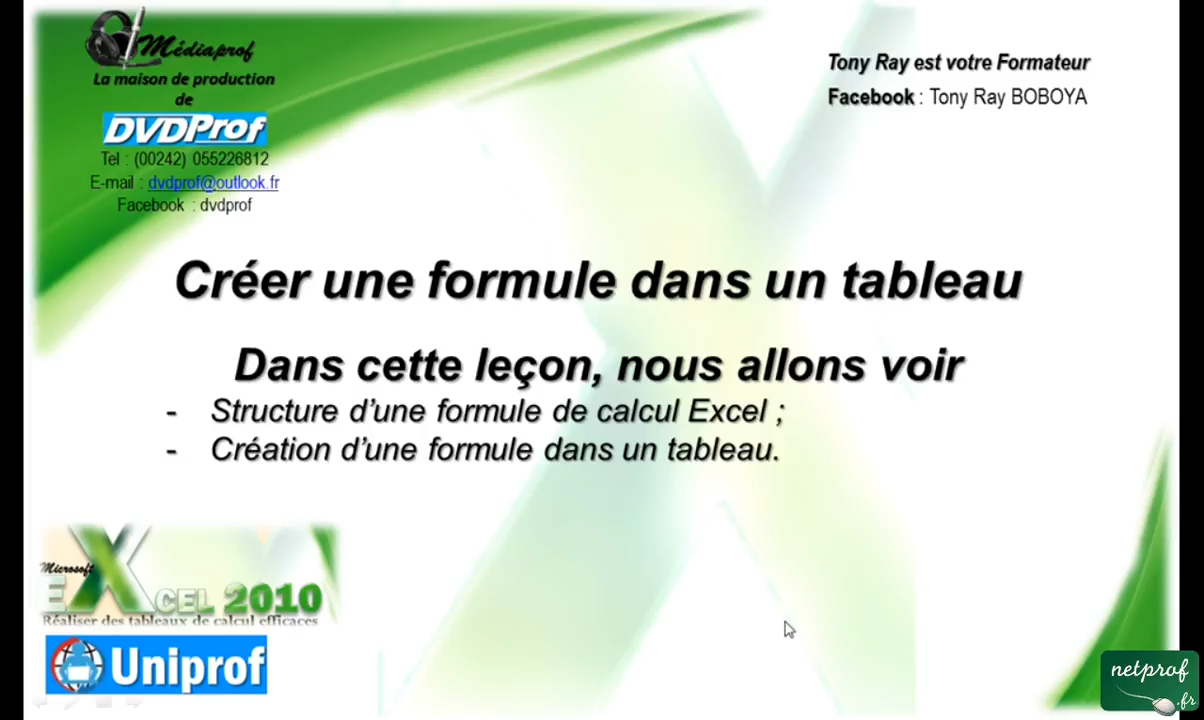 Médiaprof
La maison de production
de
DVDProf
Tel : (00242) 055226812
E-mail : dvdprof@outlook.fr
Facebook : dvdprof
Tony Ray est votre Formateur
Facebook : Tony Ray BOBOYA
Créer une formule dans un tableau
Dans cette leçon, nous allons voir
- Structure d’une formule de calcul Excel ;
- Création d’une formule dans un tableau.
Microsoft
EXCEL 2010
Réaliser des tableaux de calcul efficaces
Uniprof
netprof
.fr